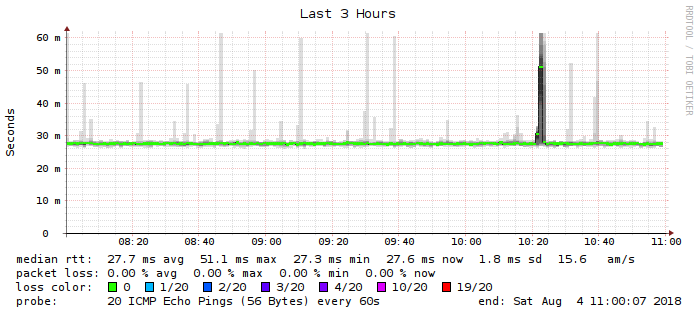 Last 3 Hours
RRDTOOL / TOBI OETIKER
Seconds
60 m
50 m
40 m
30 m
20 m
10 m
0
08:20 08:40 09:00 09:20 09:40 10:00 10:20 10:40 11:00
median rtt: 27.7 ms avg 51.1 ms max 27.3 ms min 27.6 ms now 1.8 ms sd 15.6 am/s
packet loss: 0.00 % avg 0.00 % max 0.00 % min 0.00 % now
loss color: 0 1/20 2/20 3/20 4/20 10/20 19/20
probe: 20 ICMP Echo Pings (56 Bytes) every 60s end: Sat Aug 4 11:00:07 2018